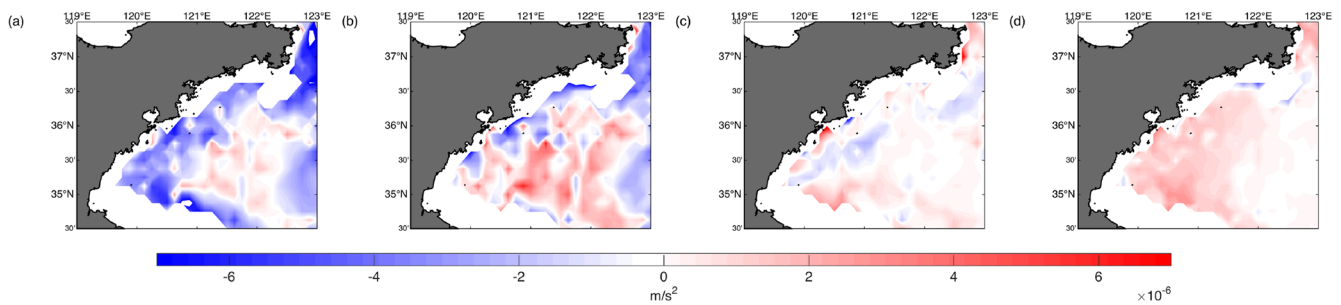 (a) 119°E 120°E 121°E 122°E 123°E (b) 119°E 120°E 121°E 122°E 123°E (c) 119°E 120°E 121°E 122°E 123°E (d) 119°E 120°E 121°E 122°E 123°E
30' 30' 30' 30'
37°N 37°N 37°N 37°N
30' 30' 30' 30'
36°N 36°N 36°N 36°N
30' 30' 30' 30'
35°N 35°N 35°N 35°N
30' 30' 30' 30'
-6 -4 -2 0 2 4 6
m/s² ×10⁻⁶